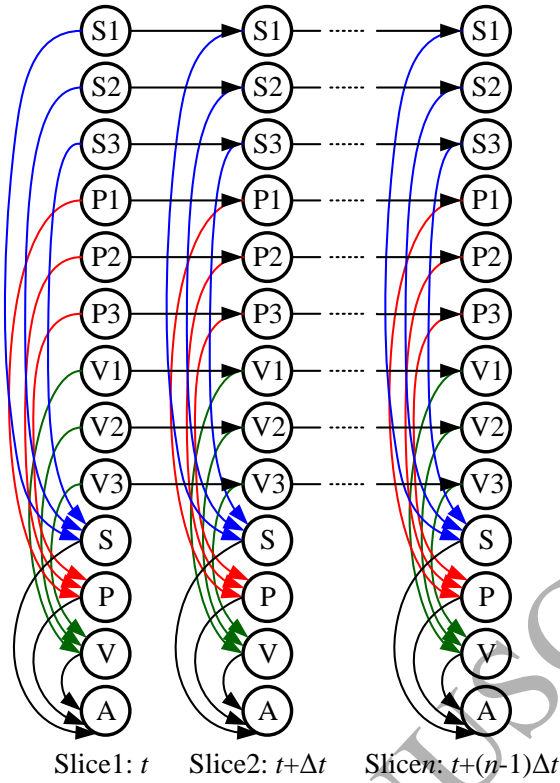 S1 S1 S1
S2 S2 S2
S3 S3 S3
P1 P1 P1
P2 P2 P2
P3 P3 P3
V1 V1 V1
V2 V2 V2
V3 V3 V3
S S S
P P P
V V V
A A A
Slice1: t Slice2: t+Δt Slicen: t+(n-1)Δt